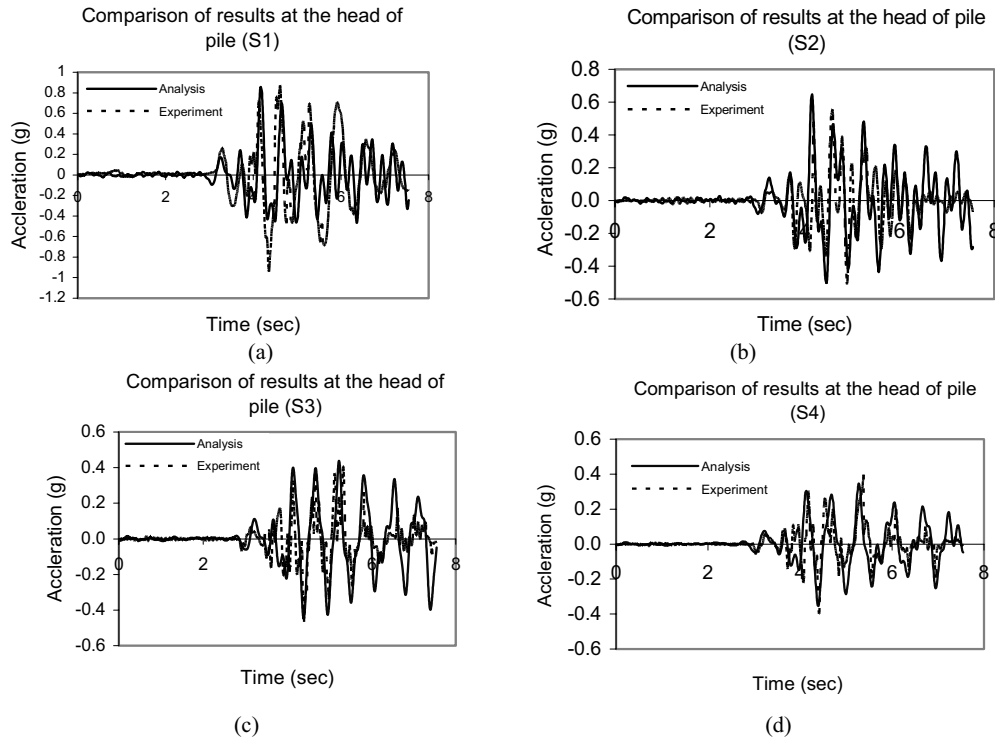 Comparison of results at the head of
pile (S1)
1
0.8
0.6
0.4
0.2
0
-0.2
-0.4
-0.6
-0.8
-1
-1.2
Analysis
Experiment
Accleration (g)
0 2 4 6 8
Time (sec)
(a)
Comparison of results at the head of pile
(S2)
0.8
0.6
0.4
0.2
0.0
-0.2
-0.4
-0.6
Analysis
Experiment
Accleration (g)
0 2 4 6 8
Time (sec)
(b)
Comparison of results at the head of
pile (S3)
0.6
0.4
0.2
0
-0.2
-0.4
-0.6
Analysis
Experiment
Accleration (g)
0 2 4 6 8
Time (sec)
(c)
Comparison of results at the head of pile
(S4)
0.6
0.4
0.2
0
-0.2
-0.4
-0.6
Analysis
Experiment
Accleration (g)
0 2 4 6 8
Time (sec)
(d)